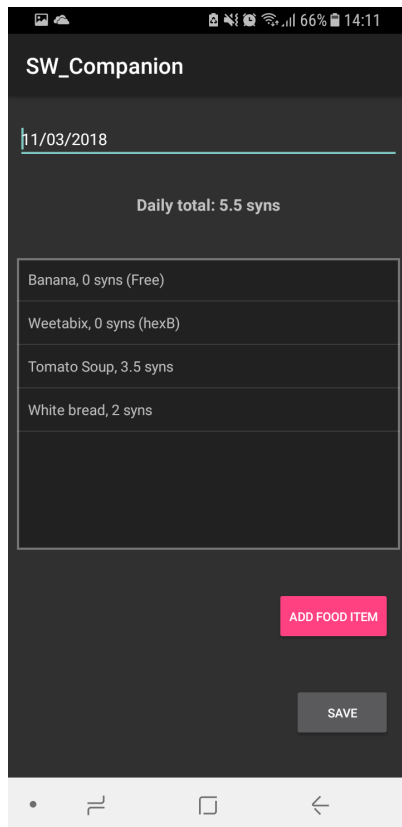 66% 14:11
SW_Companion
11/03/2018
Daily total: 5.5 syns
Banana, 0 syns (Free)
Weetabix, 0 syns (hexB)
Tomato Soup, 3.5 syns
White bread, 2 syns
ADD FOOD ITEM
SAVE